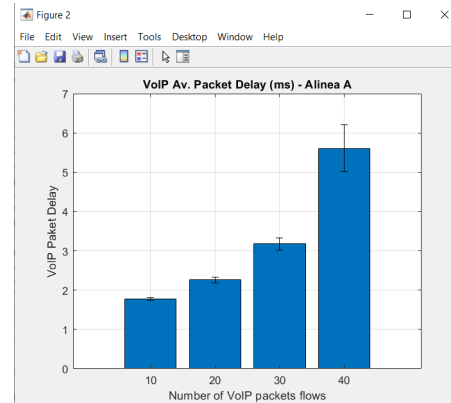 Figure 2
File Edit View Insert Tools Desktop Window Help
VoIP Av. Packet Delay (ms) - Alinea A
7
6
5
4
3
2
1
0
VoIP Paket Delay
10 20 30 40
Number of VoIP packets flows